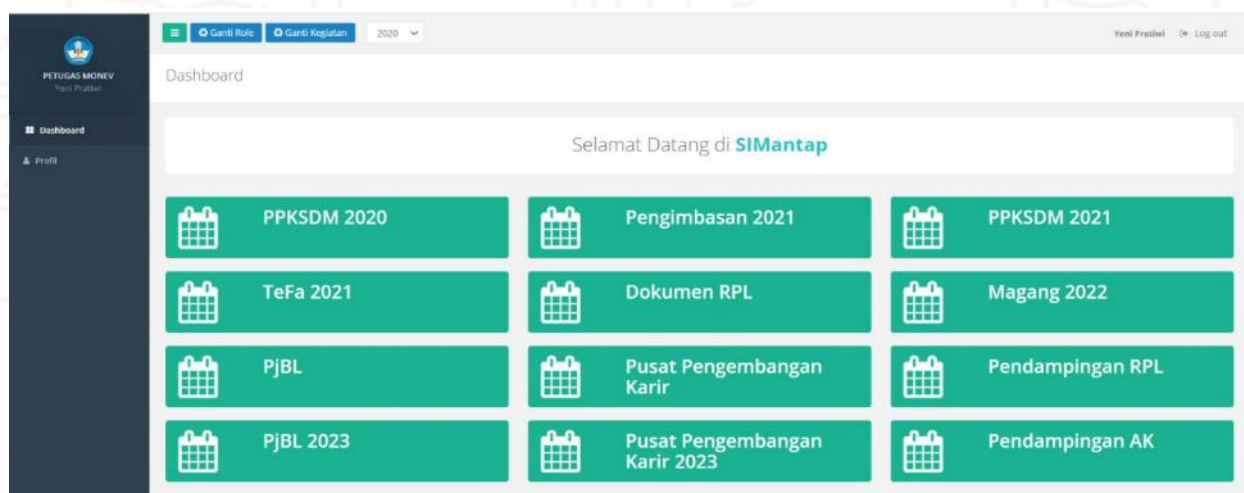 Ganti Role
Ganti Kegiatan
2020
Yeni Pratiwi
Log out
PETUGAS MONEV
Yeni Pratiwi
Dashboard
Profil
Dashboard
Selamat Datang di SIMantap
PPKSDM 2020
Pengimbasan 2021
PPKSDM 2021
TeFa 2021
Dokumen RPL
Magang 2022
PjBL
Pusat Pengembangan
Karir
Pendampingan RPL
PjBL 2023
Pusat Pengembangan
Karir 2023
Pendampingan AK